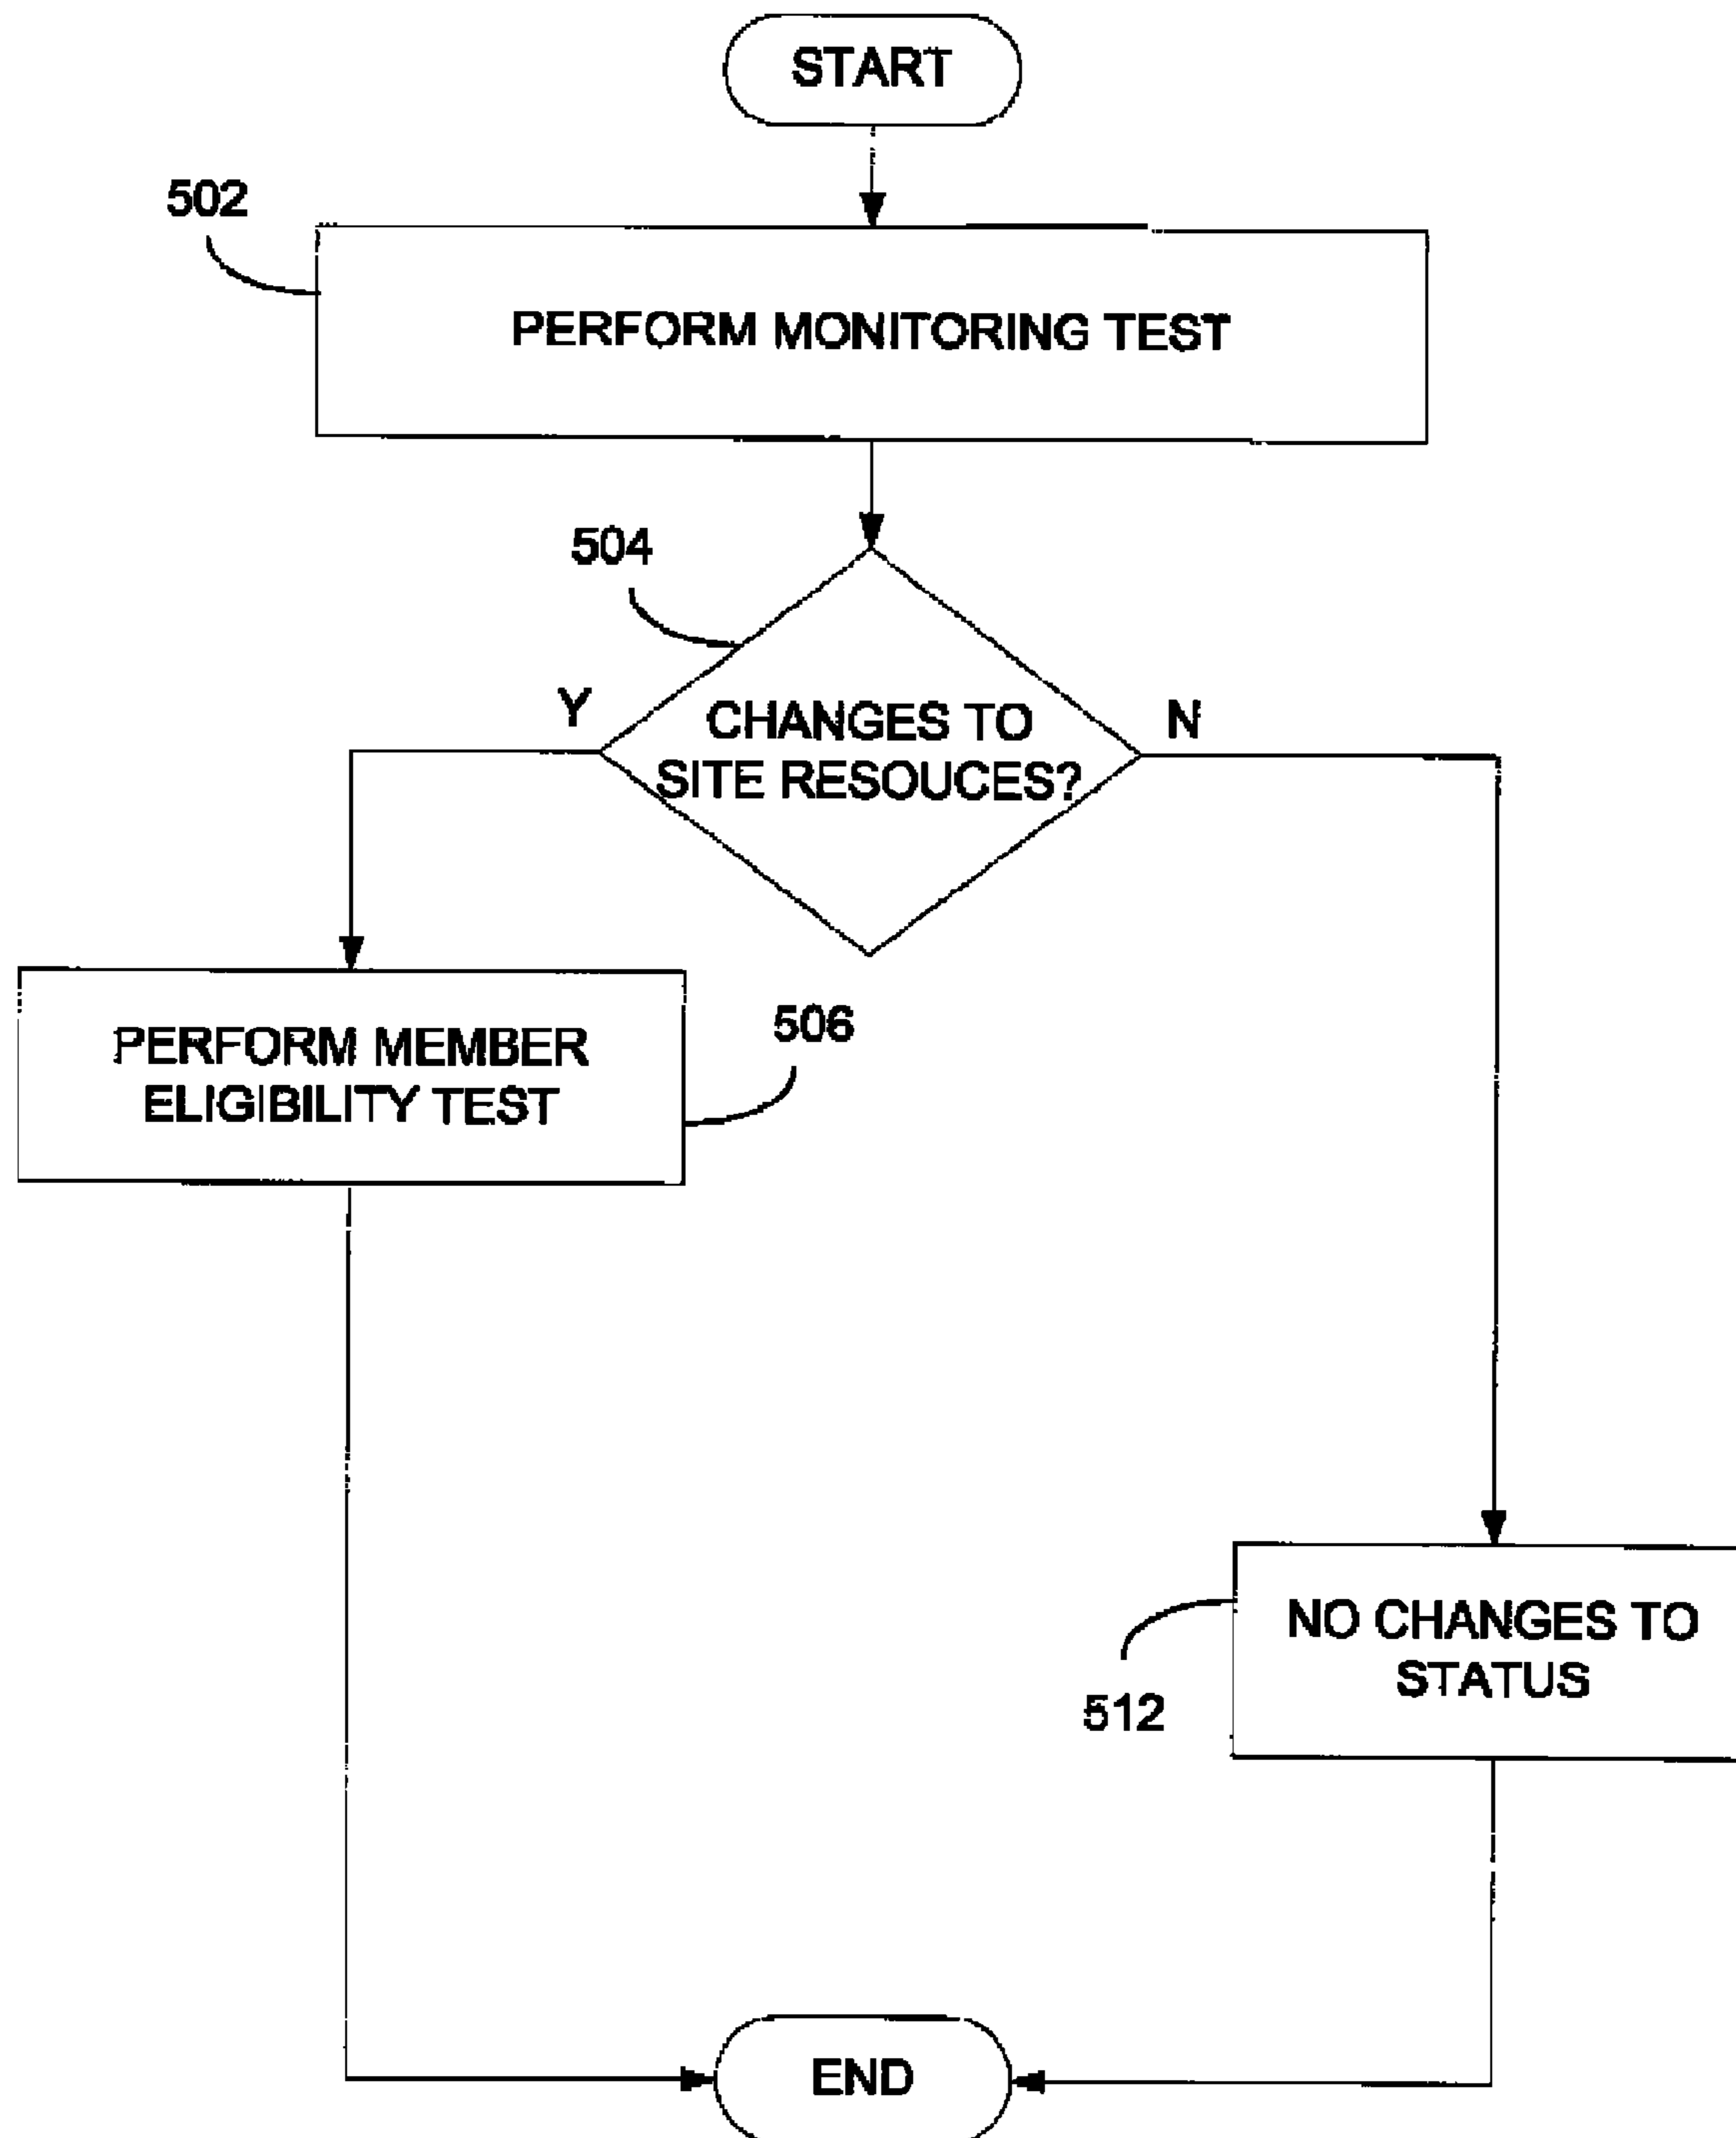 START
502
PERFORM MONITORING TEST
504
Y
CHANGES TO
SITE RESOUCES?
N
PERFORM MEMBER
ELIGIBILITY TEST
506
NO CHANGES TO
STATUS
512
END